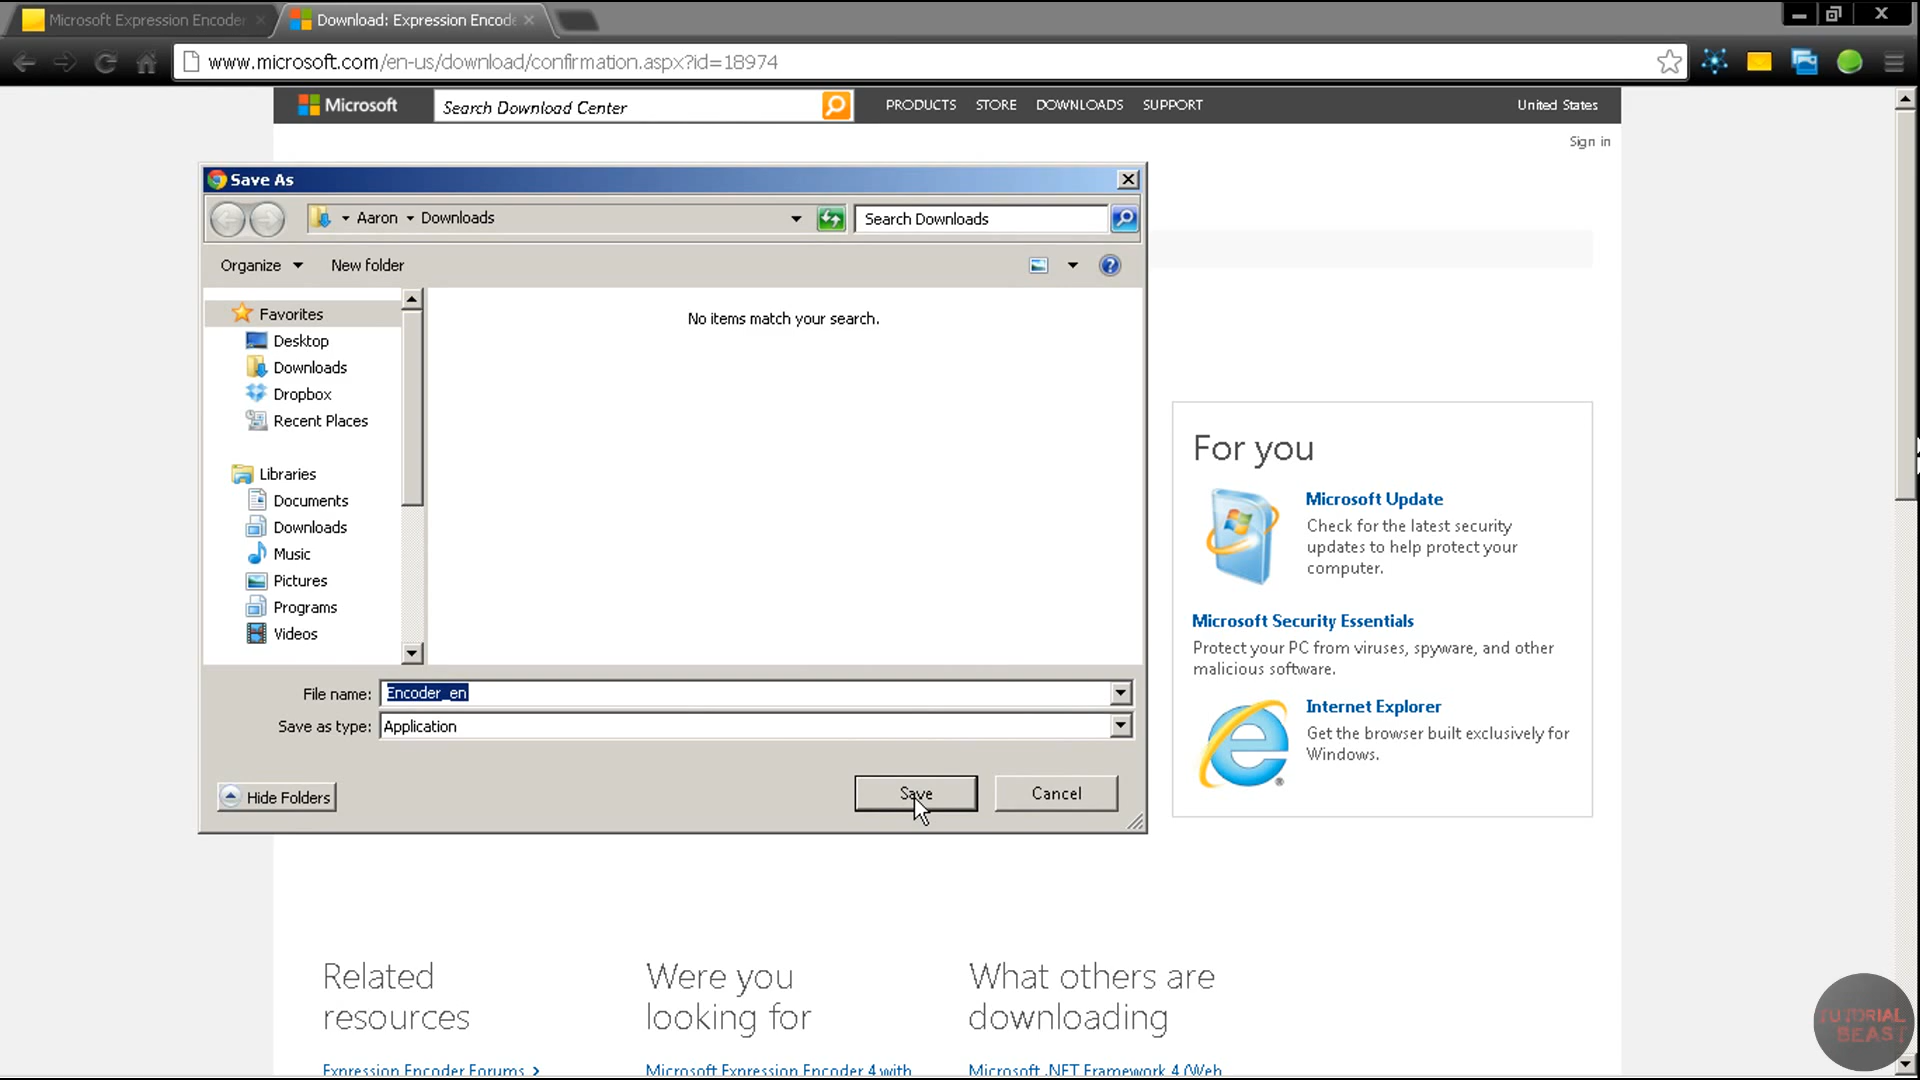 Microsoft Expression Encoder
Download: Expression Encode
www.microsoft.com/en-us/download/confirmation.aspx?id=18974
Microsoft
Search Download Center
PRODUCTS STORE DOWNLOADS SUPPORT
United States
Sign in
Save As
Aaron Downloads
Search Downloads
Organize New folder
Favorites
Desktop
Downloads
Dropbox
Recent Places
Libraries
Documents
Downloads
Music
Pictures
Programs
Videos
No items match your search.
File name: Encoder_en
Save as type: Application
Hide Folders
Save
Cancel
For you
Microsoft Update
Check for the latest security
updates to help protect your
computer.
Microsoft Security Essentials
Protect your PC from viruses, spyware, and other
malicious software.
Internet Explorer
Get the browser built exclusively for
Windows.
Related
resources
Were you
looking for
What others are
downloading
Expression Encoder Forums
Microsoft Expression Encoder 4 with
Microsoft .NET Framework 4 (Web
TUTORIAL
BEAST